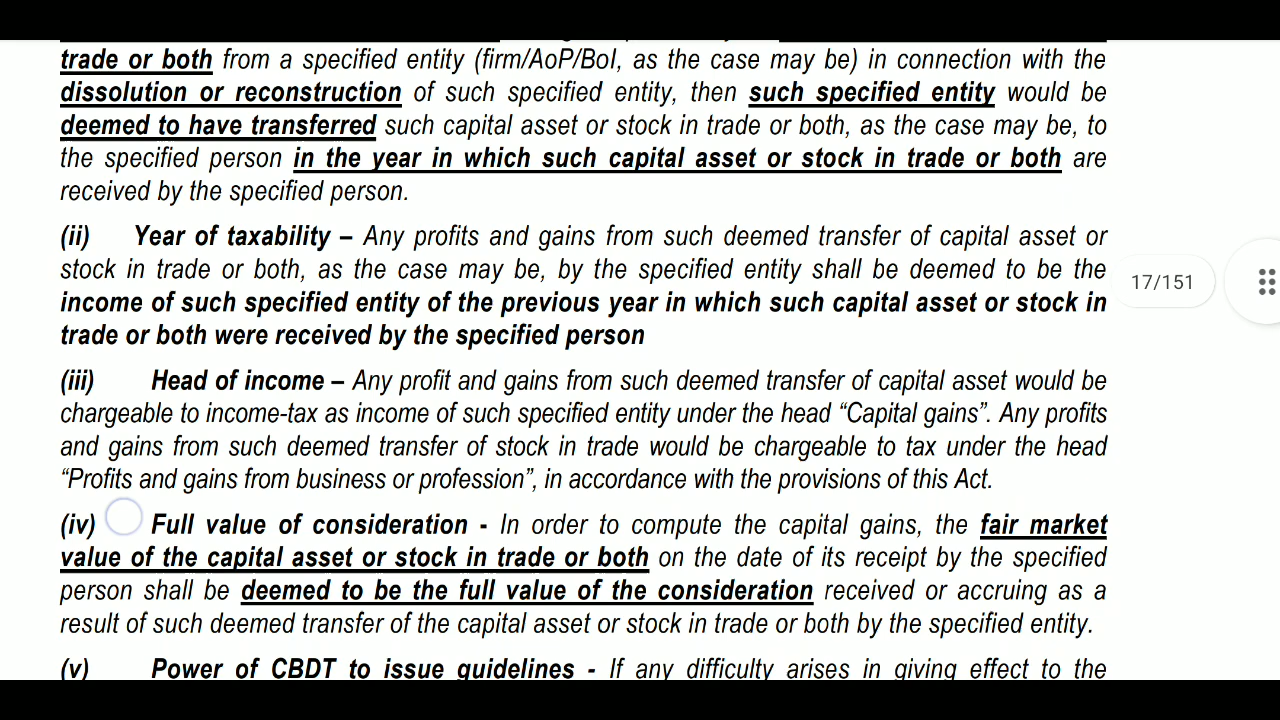 trade or both from a specified entity (firm/AoP/BoI, as the case may be) in connection with the
dissolution or reconstruction of such specified entity, then such specified entity would be
deemed to have transferred such capital asset or stock in trade or both, as the case may be, to
the specified person in the year in which such capital asset or stock in trade or both are
received by the specified person.
(ii) Year of taxability – Any profits and gains from such deemed transfer of capital asset or
stock in trade or both, as the case may be, by the specified entity shall be deemed to be the
income of such specified entity of the previous year in which such capital asset or stock in
trade or both were received by the specified person
17/151
(iii) Head of income – Any profit and gains from such deemed transfer of capital asset would be
chargeable to income-tax as income of such specified entity under the head “Capital gains”. Any profits
and gains from such deemed transfer of stock in trade would be chargeable to tax under the head
“Profits and gains from business or profession”, in accordance with the provisions of this Act.
(iv) Full value of consideration - In order to compute the capital gains, the fair market
value of the capital asset or stock in trade or both on the date of its receipt by the specified
person shall be deemed to be the full value of the consideration received or accruing as a
result of such deemed transfer of the capital asset or stock in trade or both by the specified entity.
(v) Power of CBDT to issue guidelines - If any difficulty arises in giving effect to the